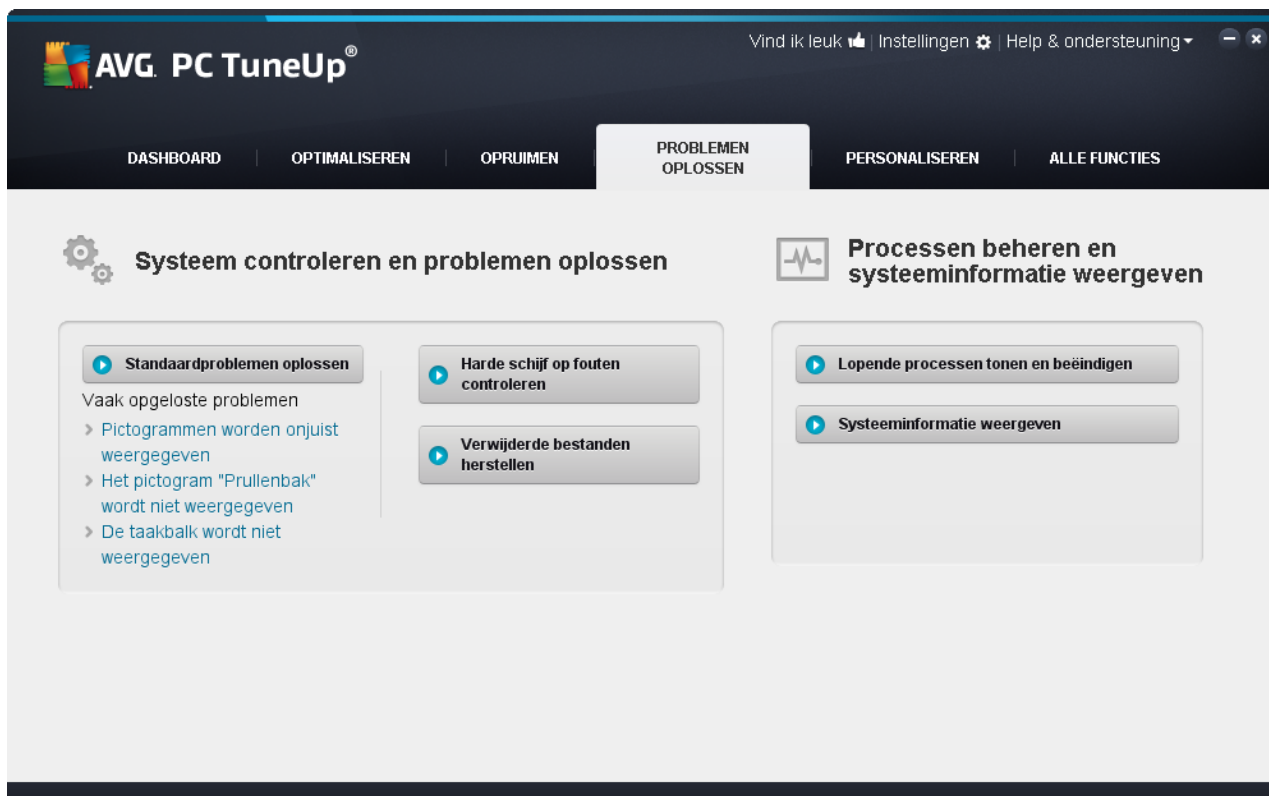 AVG. PC TuneUp®
Vind ik leuk | Instellingen | Help & ondersteuning
DASHBOARD
OPTIMALISEREN
OPRUIMEN
PROBLEMEN
OPLOSSEN
PERSONALISEREN
ALLE FUNCTIES
Systeem controleren en problemen oplossen
Standaardproblemen oplossen
Vaak opgeloste problemen
Pictogrammen worden onjuist
weergegeven
Het pictogram "Prullenbak"
wordt niet weergegeven
De taakbalk wordt niet
weergegeven
Harde schijf op fouten
controleren
Verwijderde bestanden
herstellen
Processen beheren en
systeeminformatie weergeven
Lopende processen tonen en beëindigen
Systeeminformatie weergeven